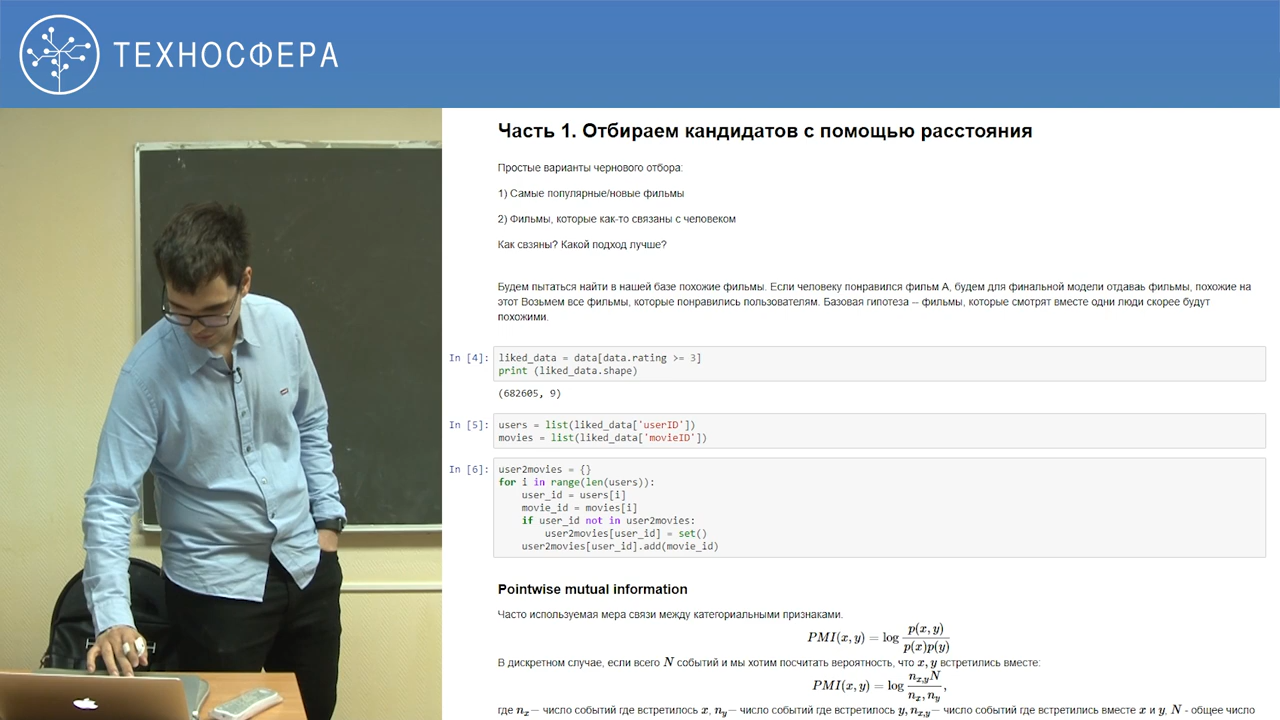 ТЕХНОСФЕРА
Часть 1. Отбираем кандидатов с помощью расстояния
Простые варианты чернового отбора:
1) Самые популярные/новые фильмы
2) Фильмы, которые как-то связаны с человеком
Как свзяны? Какой подход лучше?
Будем пытаться найти в нашей базе похожие фильмы. Если человеку понравился фильм А, будем для финальной модели отдаваь фильмы, похожие на
этот Возьмем все фильмы, которые понравились пользователям. Базовая гипотеза – фильмы, которые смотрят вместе одни люди скорее будут
похожими.
In [4]: liked_data = data[data.rating >= 3]
print (liked_data.shape)
(682605, 9)
In [5]: users = list(liked_data['userID'])
movies = list(liked_data['movieID'])
In [6]: user2movies = {}
for i in range(len(users)):
    user_id = users[i]
    movie_id = movies[i]
    if user_id not in user2movies:
        user2movies[user_id] = set()
    user2movies[user_id].add(movie_id)
Pointwise mutual information
Часто используемая мера связи между категориальными признаками.
PMI(x, y) = log p(x, y) / p(x)p(y)
В дискретном случае, если всего N событий и мы хотим посчитать вероятность, что x, y встретились вместе:
PMI(x, y) = log n_{x,y}N / n_x, n_y,
где n_x— число событий где встретилось x, n_y— число событий где встретилось y, n_{x,y}— число событий где встретились вместе x и y, N - общее число